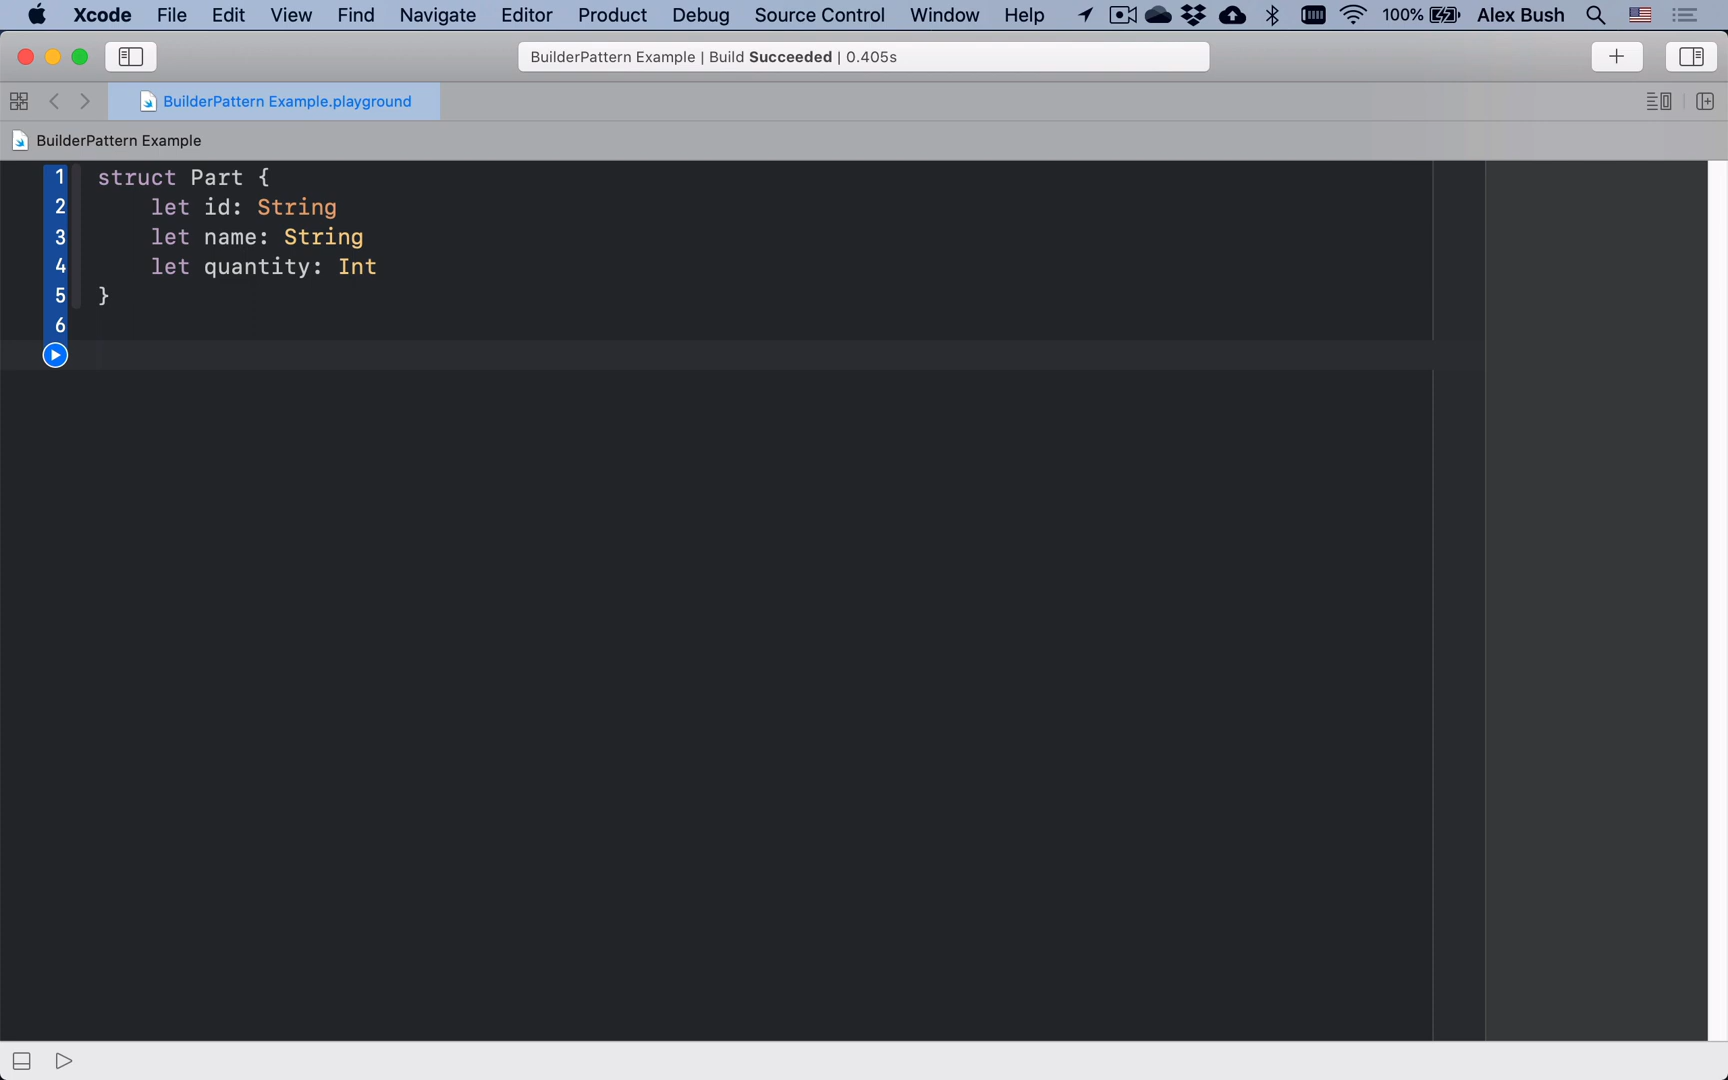 Xcode File Edit View Find Navigate Editor Product Debug Source Control Window Help 100% Alex Bush
BuilderPattern Example | Build Succeeded | 0.405s
BuilderPattern Example.playground
BuilderPattern Example
1 struct Part {
2     let id: String
3     let name: String
4     let quantity: Int
5 }
6